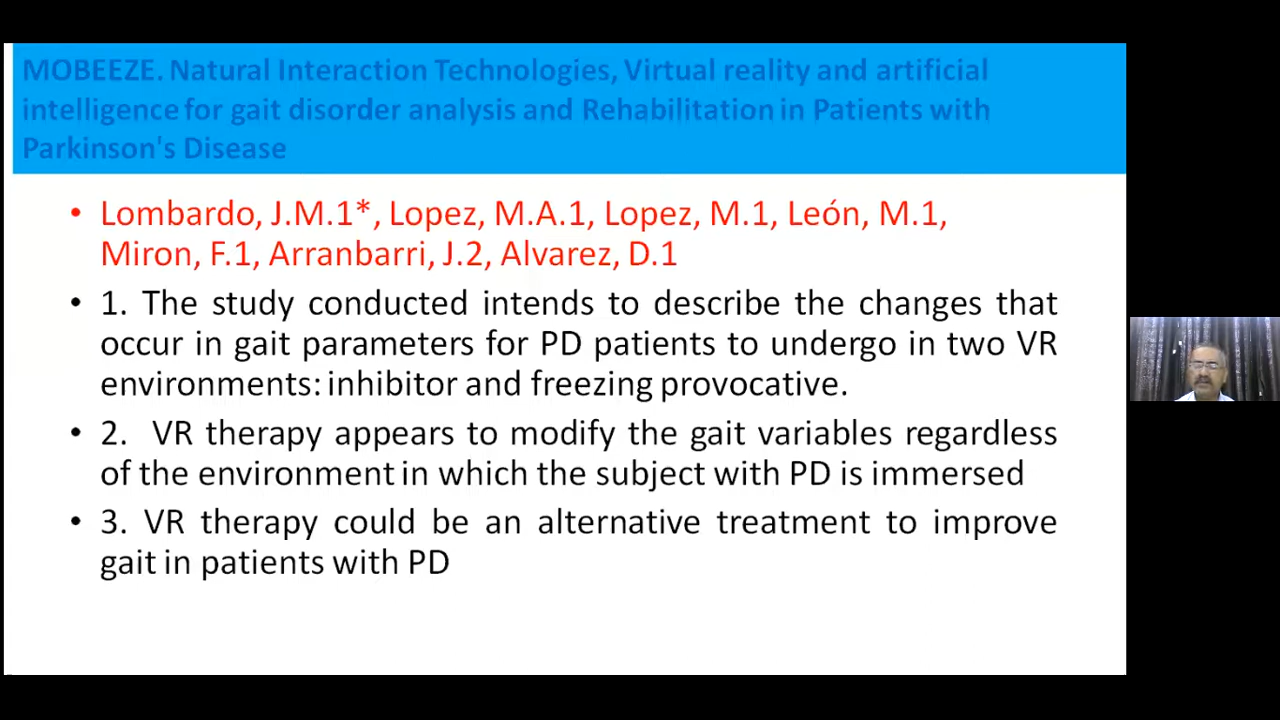 MOBEEZE. Natural Interaction Technologies, Virtual reality and artificial
intelligence for gait disorder analysis and Rehabilitation in Patients with
Parkinson's Disease
• Lombardo, J.M.1*, Lopez, M.A.1, Lopez, M.1, León, M.1,
Miron, F.1, Arranbarri, J.2, Alvarez, D.1
• 1. The study conducted intends to describe the changes that
occur in gait parameters for PD patients to undergo in two VR
environments: inhibitor and freezing provocative.
• 2. VR therapy appears to modify the gait variables regardless
of the environment in which the subject with PD is immersed
• 3. VR therapy could be an alternative treatment to improve
gait in patients with PD